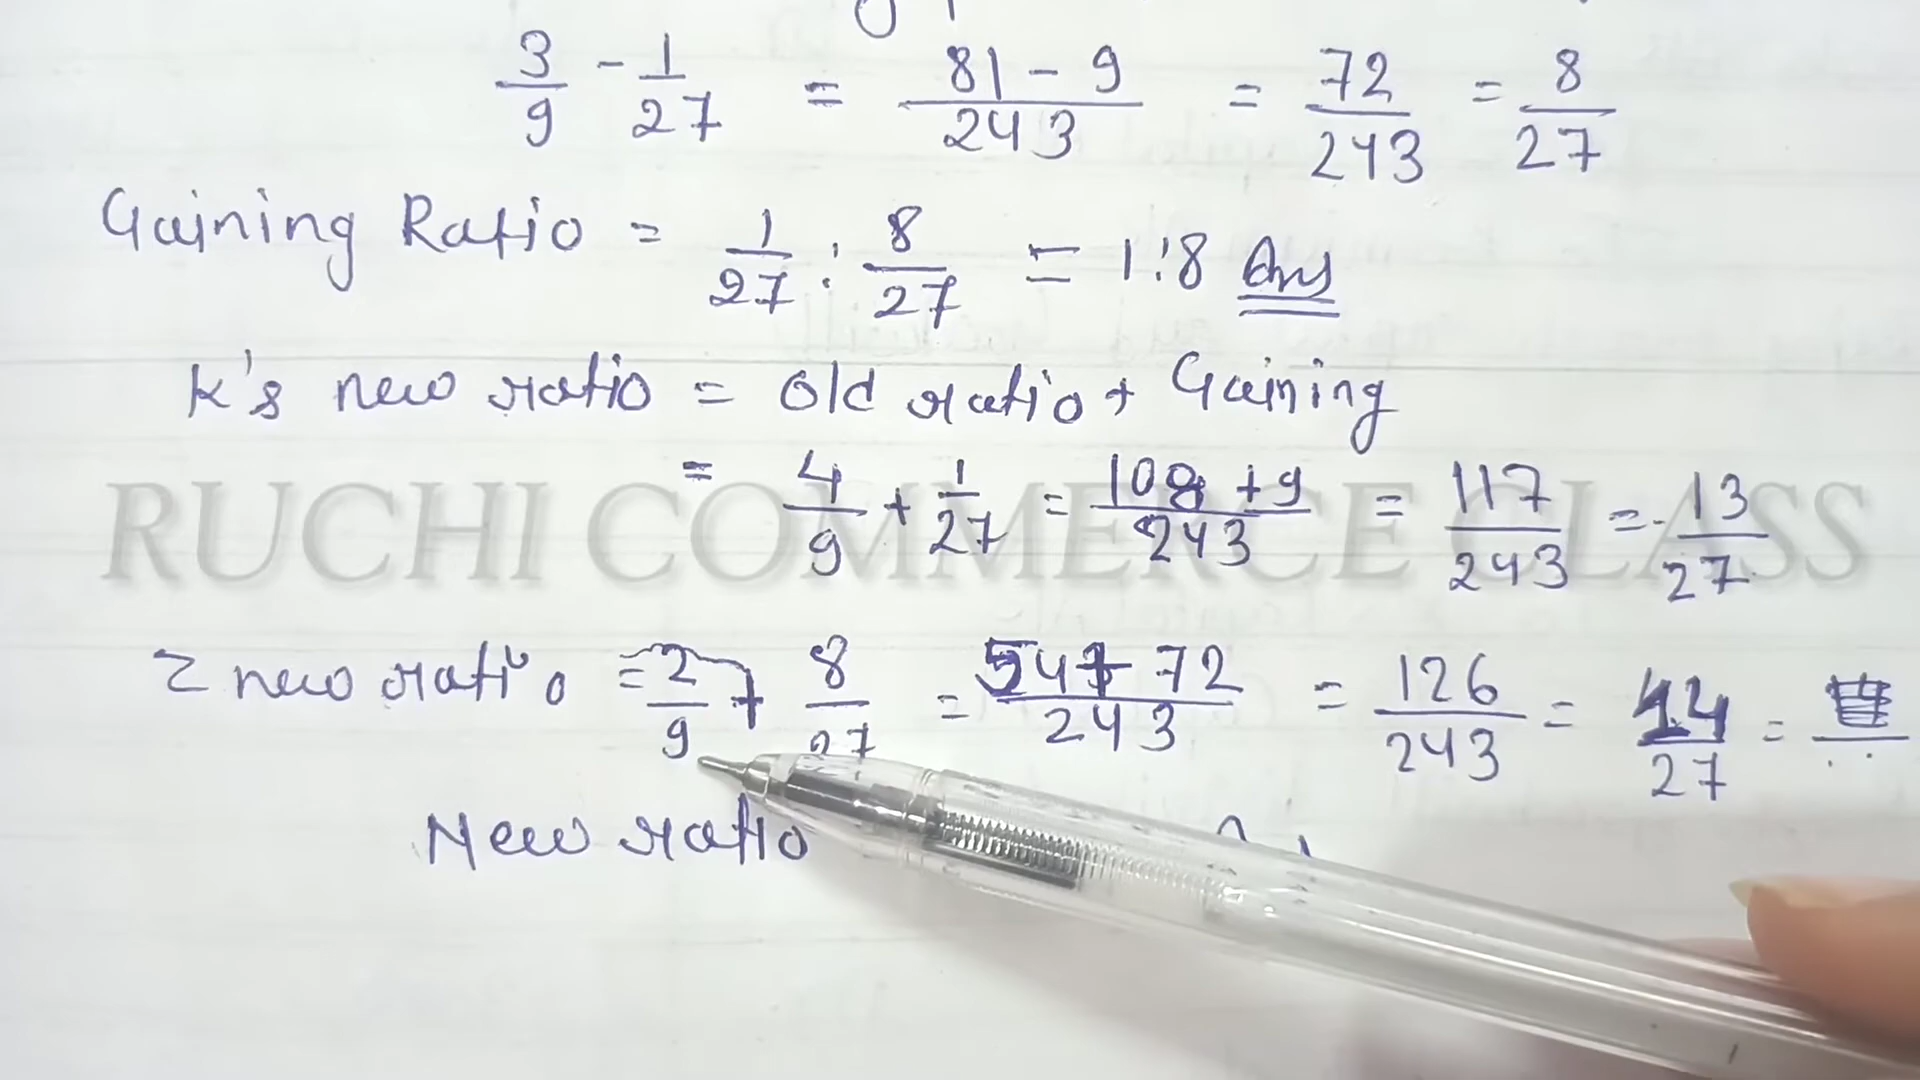 3/9 - 1/27 = 81 - 9/243 = 72/243 = 8/27
Gaining Ratio = 1/27 : 8/27 = 1:8 Ans
K's new ratio = old ratio + Gaining
= 4/9 + 1/27 = 108 + 9/243 = 117/243 = 13/27
RUCHI COMMERCE CLASS
Z new ratio = 2/9 + 8/27 = 54+ 72/243 = 126/243 = 14/27 =
New ratio